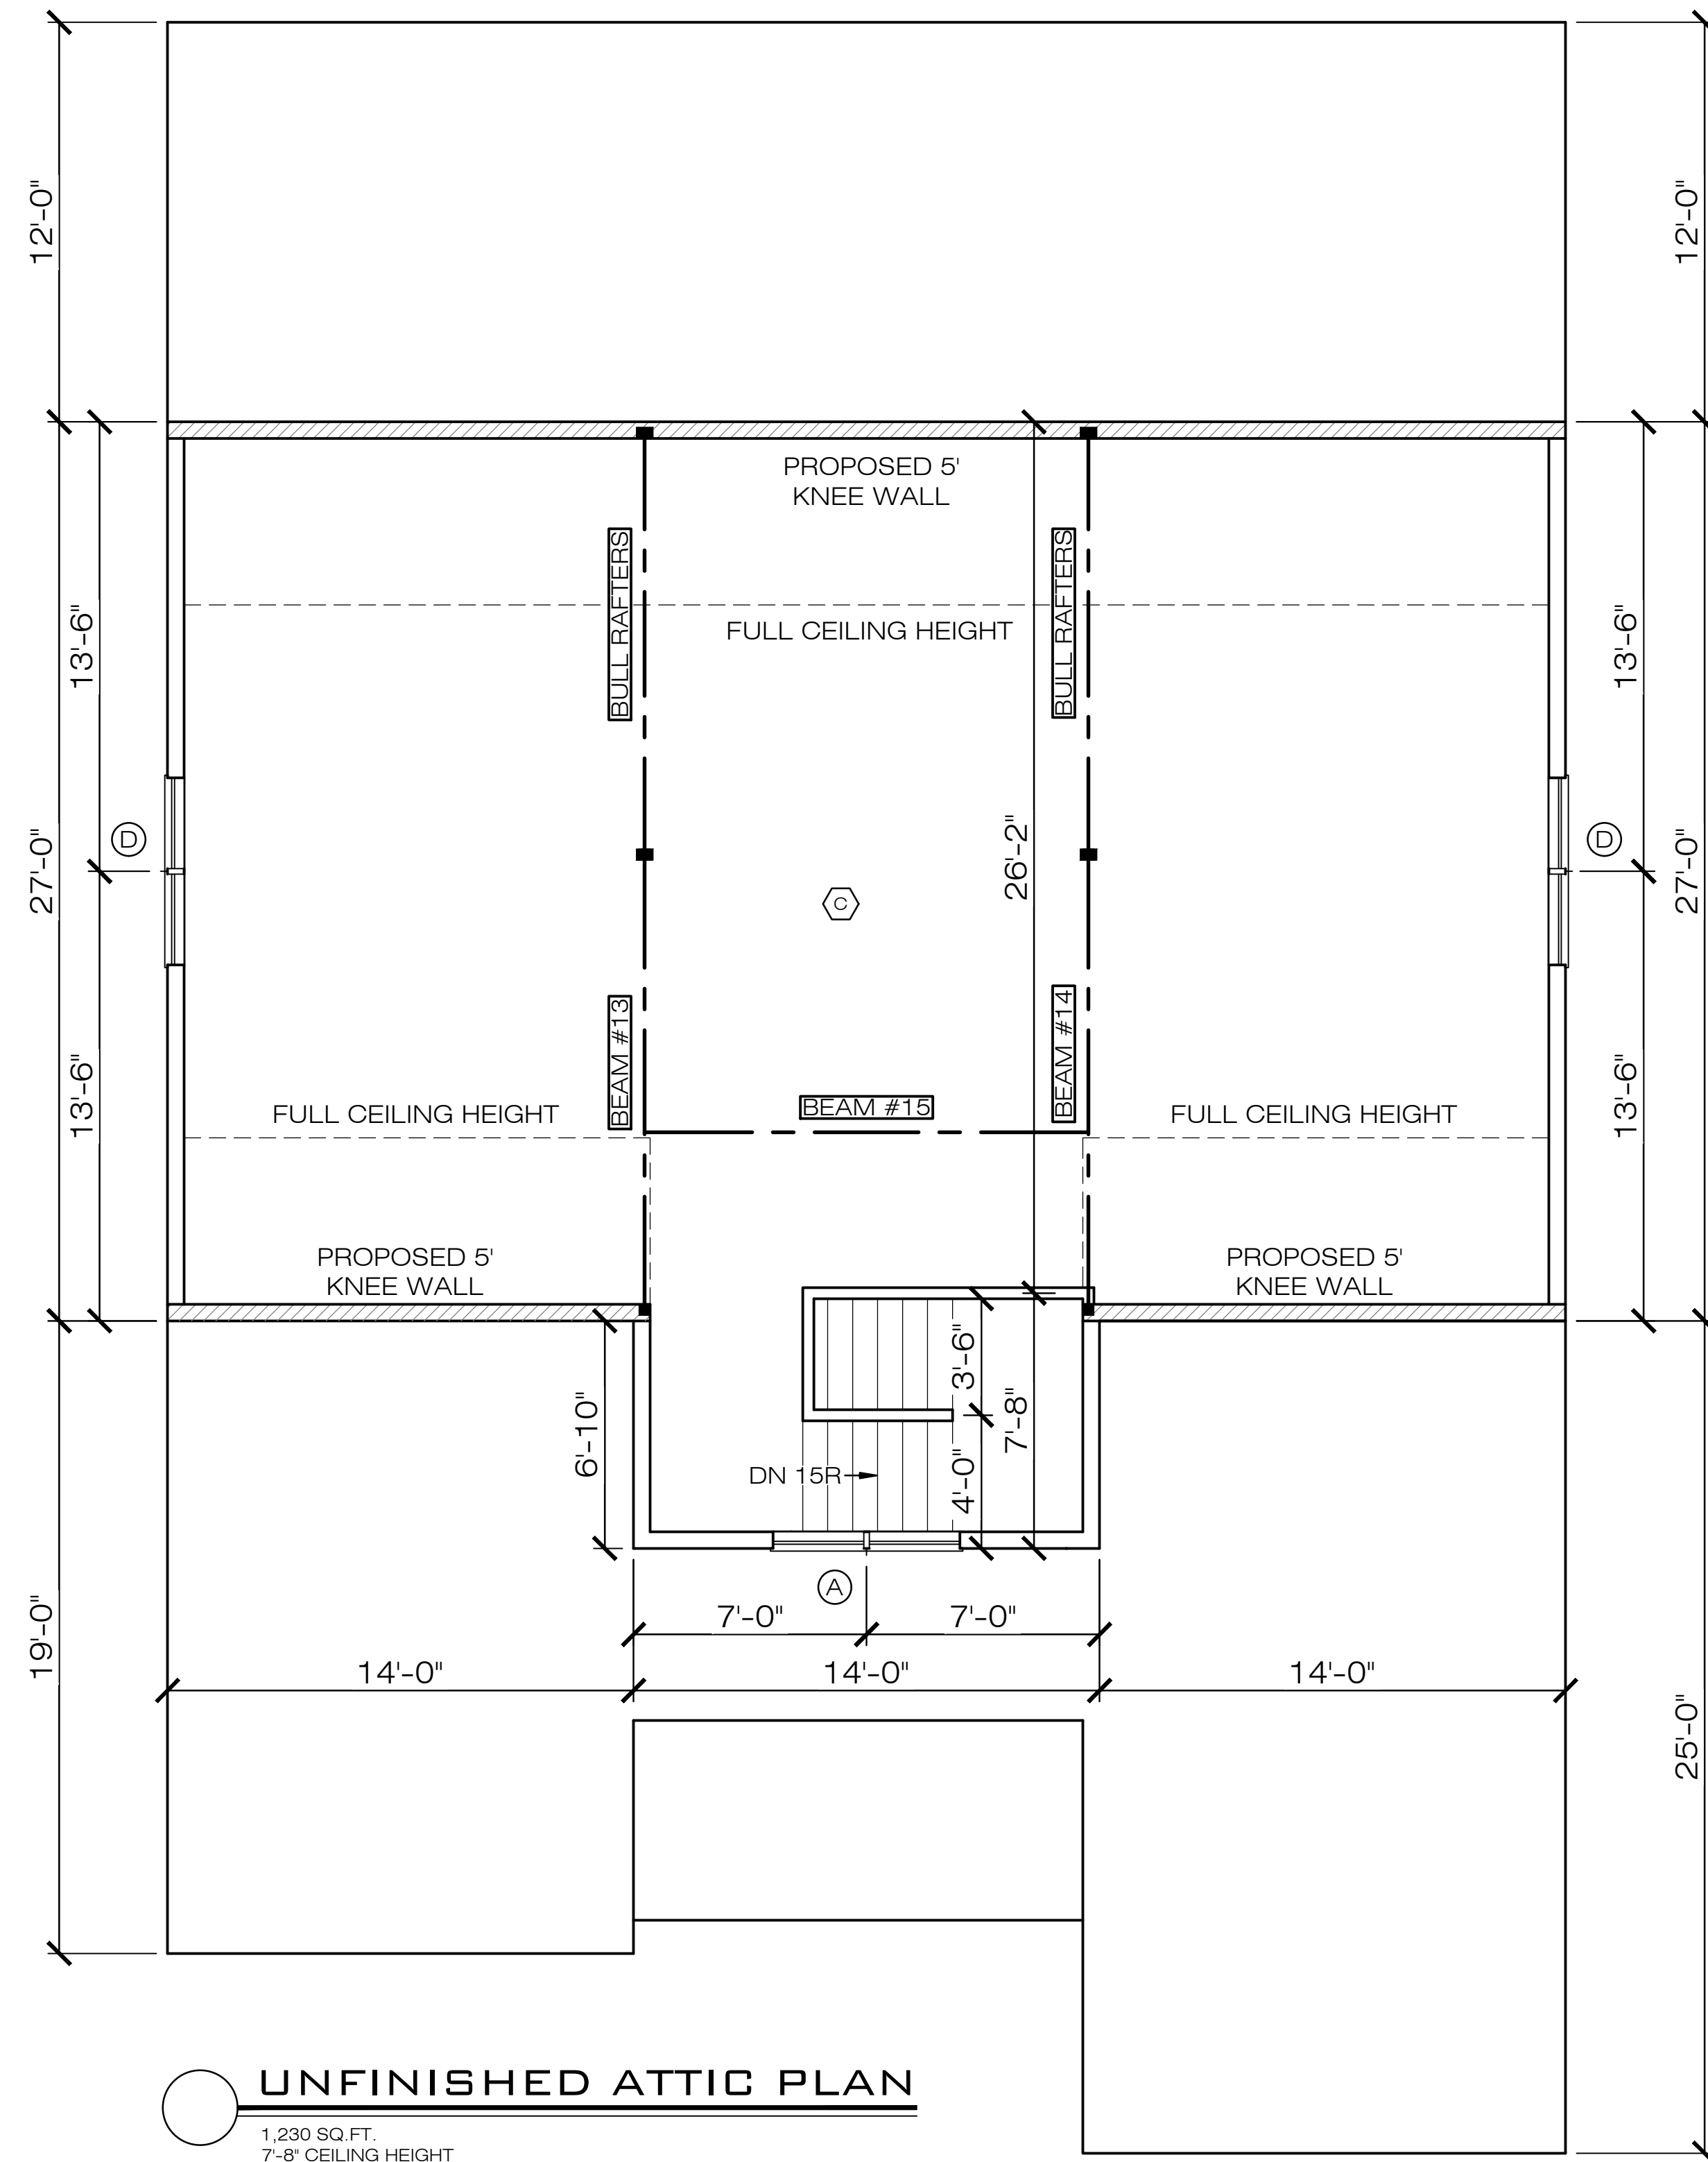 12'-0"
12'-0"
PROPOSED 5'
KNEE WALL
BULL RAFTERS
BULL RAFTERS
FULL CEILING HEIGHT
13'-6"
13'-6"
27'-0"
D
26'-2"
C
D
27'-0"
BEAM #13
BEAM #14
BEAM #15
13'-6"
FULL CEILING HEIGHT
FULL CEILING HEIGHT
13'-6"
PROPOSED 5'
KNEE WALL
PROPOSED 5'
KNEE WALL
6'-10"
3'-6"
7'-8"
DN 15R
4'-0"
A
19'-0"
7'-0"
7'-0"
14'-0"
14'-0"
14'-0"
25'-0"
UNFINISHED ATTIC PLAN
1,230 SQ.FT.
7'-8" CEILING HEIGHT